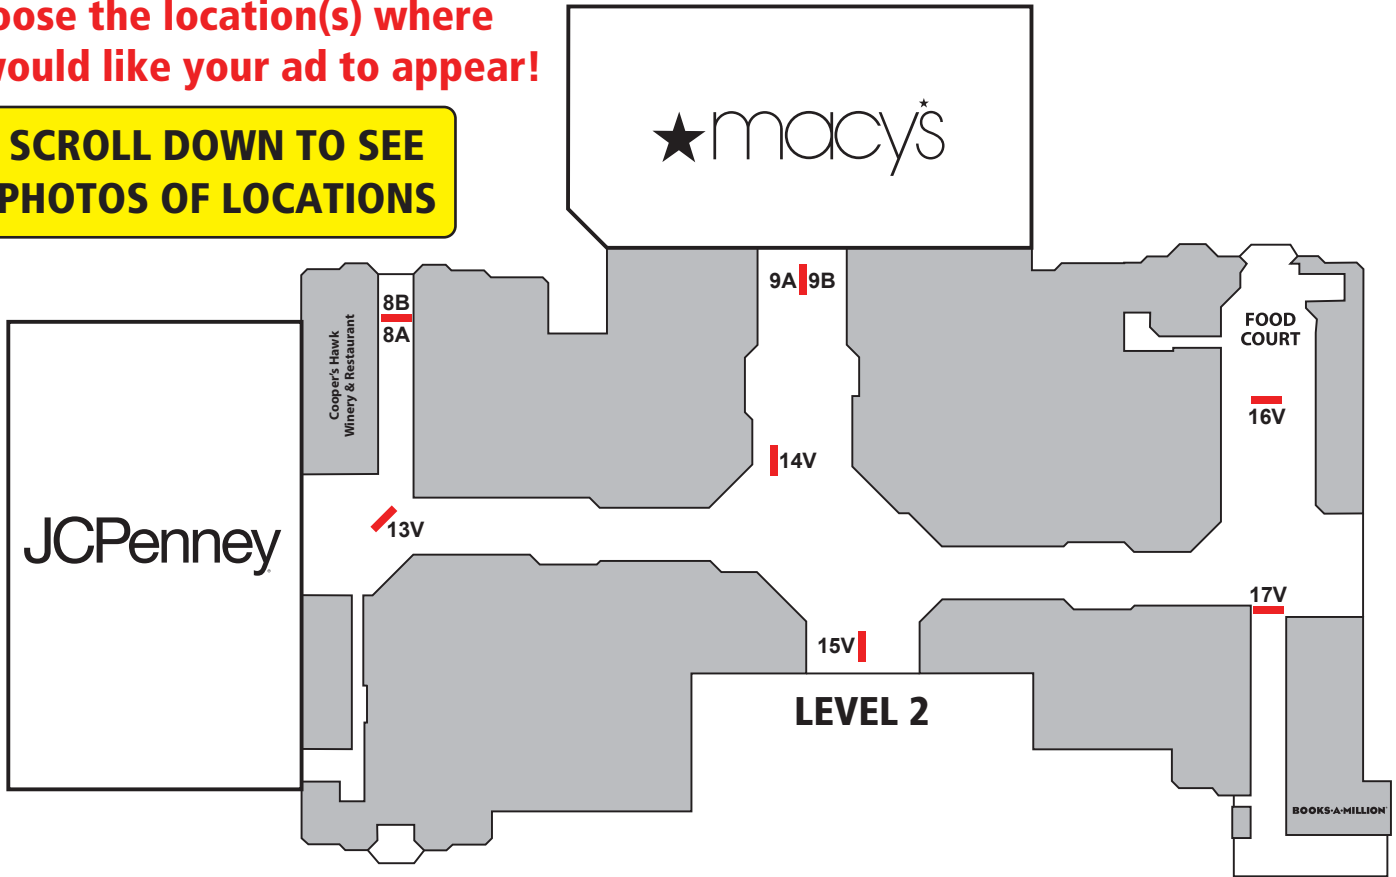 oose the location(s) where
would like your ad to appear!
SCROLL DOWN TO SEE
PHOTOS OF LOCATIONS
macy's
9A 9B
8B
8A
Cooper's Hawk
Winery & Restaurant
FOOD
COURT
16V
14V
13V
JCPenney
17V
15V
LEVEL 2
BOOKS·A·MILLION